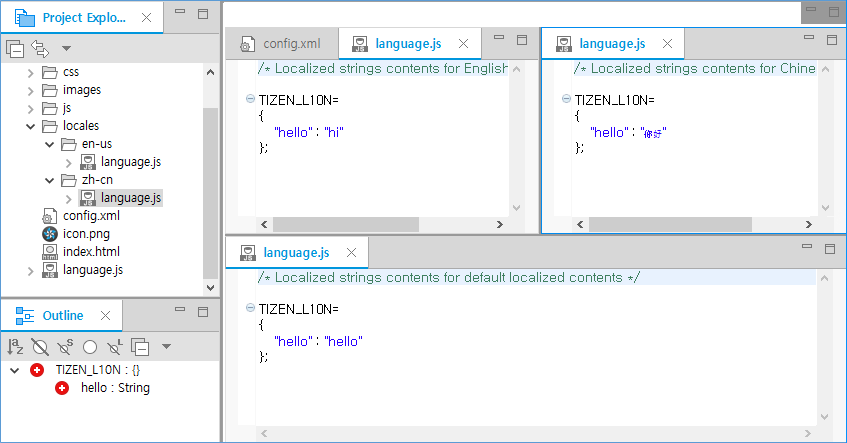 Project Explo...
css
images
js
locales
en-us
language.js
zh-cn
language.js
config.xml
icon.png
index.html
language.js
Outline
TIZEN_L10N : {}
hello : String
config.xml
language.js
/* Localized strings contents for English
TIZEN_L10N=
{
"hello" : "hi"
};
language.js
/* Localized strings contents for Chine
TIZEN_L10N=
{
"hello" : "你好"
};
language.js
/* Localized strings contents for default localized contents */
TIZEN_L10N=
{
"hello" : "hello"
};